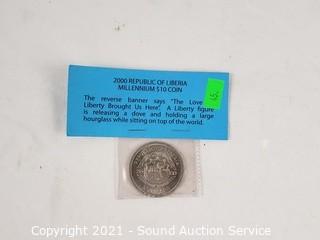 2000 REPUBLIC OF LIBERIA
MILLENNIUM $10 COIN
The reverse banner says "The Love
Liberty Brought Us Here". A Liberty figure
is releasing a dove and holding a large
hourglass while sitting on top of the world.
Copyright 2021 - Sound Auction Service